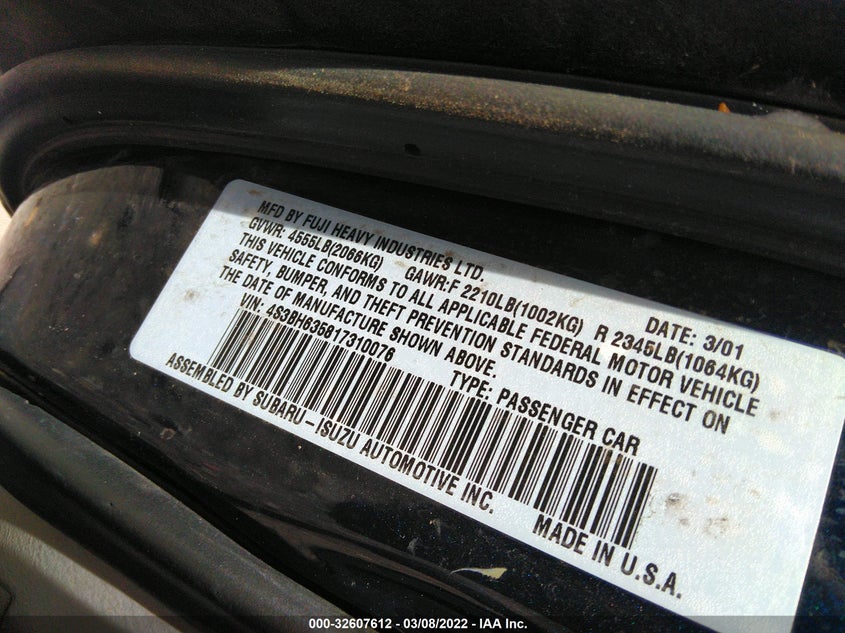 MFD BY FUJI HEAVY INDUSTRIES LTD. DATE: 3/01
GVWR: 4555LB(2066KG) GAWR:F 2210LB(1002KG) R 2345LB(1064KG)
THIS VEHICLE CONFORMS TO ALL APPLICABLE FEDERAL MOTOR VEHICLE
SAFETY, BUMPER, AND THEFT PREVENTION STANDARDS IN EFFECT ON
THE DATE OF MANUFACTURE SHOWN ABOVE.
VIN: 4S3BH635817310076 TYPE: PASSENGER CAR
ASSEMBLED BY SUBARU-ISUZU AUTOMOTIVE INC. MADE IN U.S.A.
000-32607612 - 03/08/2022 - IAA Inc.